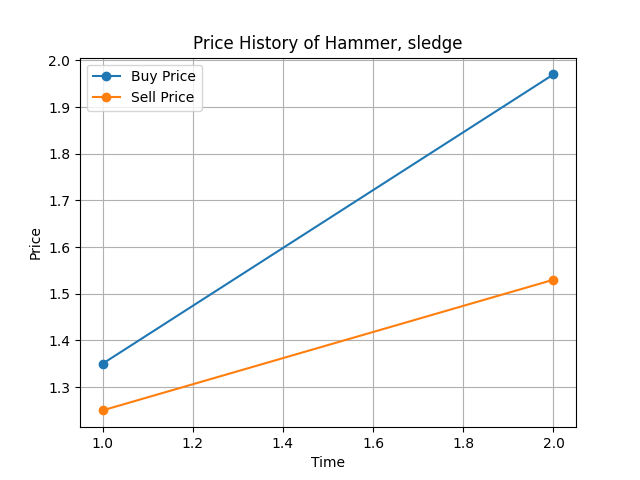 Price History of Hammer, sledge
Buy Price
Sell Price
2.0
1.9
1.8
1.7
1.6
1.5
1.4
1.3
Price
1.0 1.2 1.4 1.6 1.8 2.0
Time